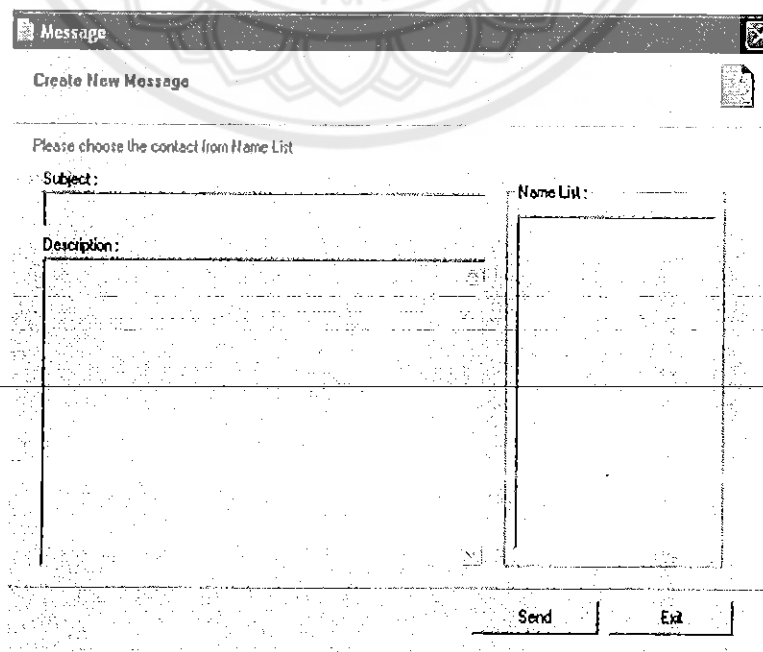 Message
Create New Message
Please choose the contact from Name List
Subject :
Name List :
Description :
Send
Exit